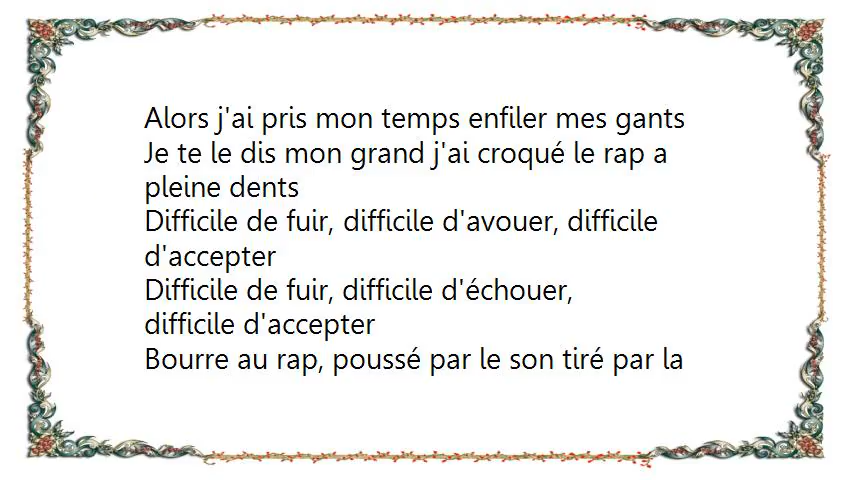 Alors j'ai pris mon temps enfiler mes gants
Je te le dis mon grand j'ai croqué le rap a
pleine dents
Difficile de fuir, difficile d'avouer, difficile
d'accepter
Difficile de fuir, difficile d'échouer,
difficile d'accepter
Bourre au rap, poussé par le son tiré par la